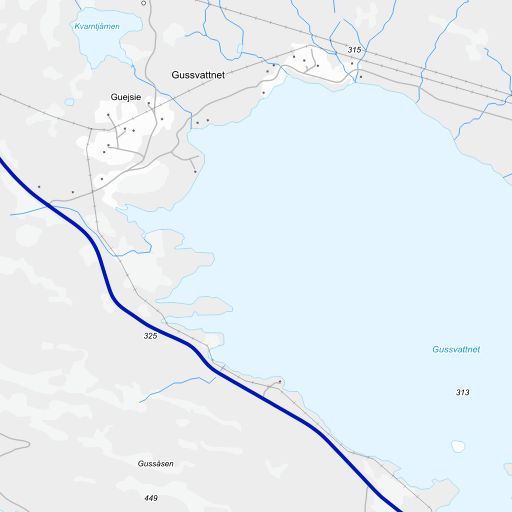 Kvarntjärnen
315
Gussvattnet
Guejsie
325
Gussvattnet
313
Gussåsen
449